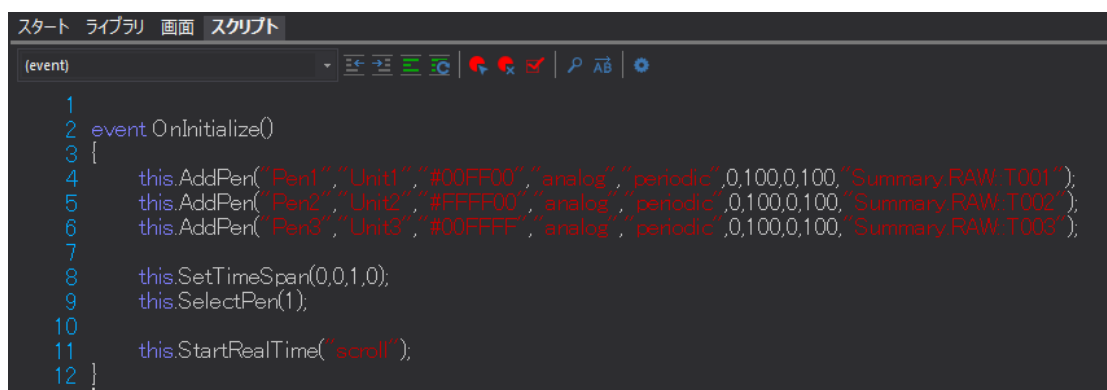 スタート ライブラリ 画面 スクリプト
(event)
1
2 event OnInitialize()
3 {
4 this.AddPen("Pen1","Unit1","#00FF00","analog","periodic",0,100,0,100,"Summary.RAW.T001");
5 this.AddPen("Pen2","Unit2","#FFFF00","analog","periodic",0,100,0,100,"Summary.RAW.T002");
6 this.AddPen("Pen3","Unit3","#00FFFF","analog","periodic",0,100,0,100,"Summary.RAW.T003");
7
8 this.SetTimeSpan(0,0,1,0);
9 this.SelectPen(1);
10
11 this.StartRealTime("scroll");
12 }